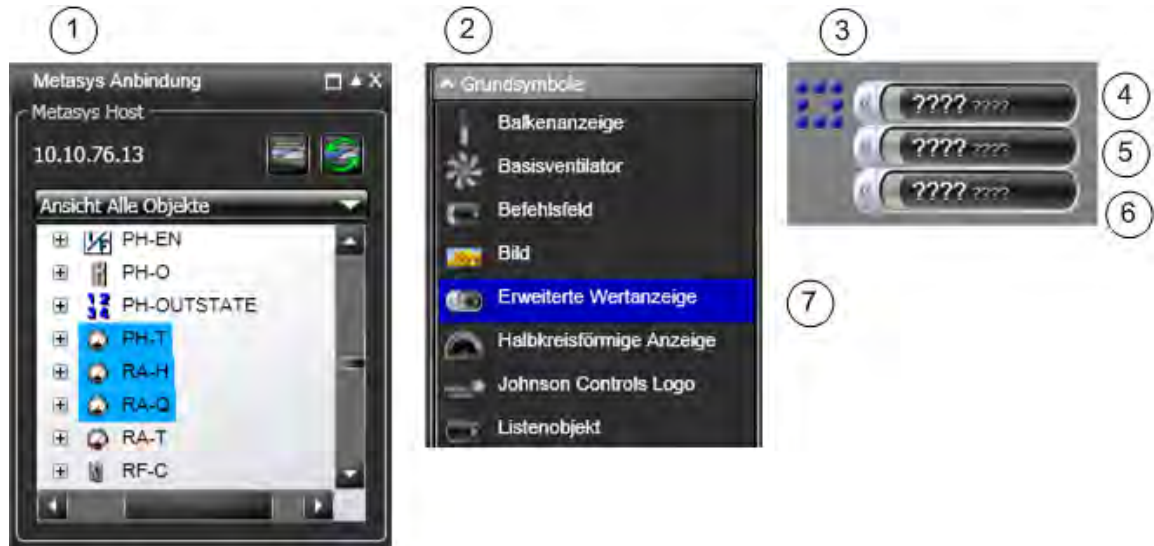 1
Metasys Anbindung
Metasys Host
10.10.76.13
Ansicht Alle Objekte
PH-EN
PH-O
PH-OUTSTATE
PH-T
RA-H
RA-Q
RA-T
RF-C
2
Grundsymbole
Balkenanzeige
Basisventilator
Befehlsfeld
Bild
Erweiterte Wertanzeige
Halbkreisförmige Anzeige
Johnson Controls Logo
Listenobjekt
3
???? ????
4
???? ????
5
???? ????
6
7